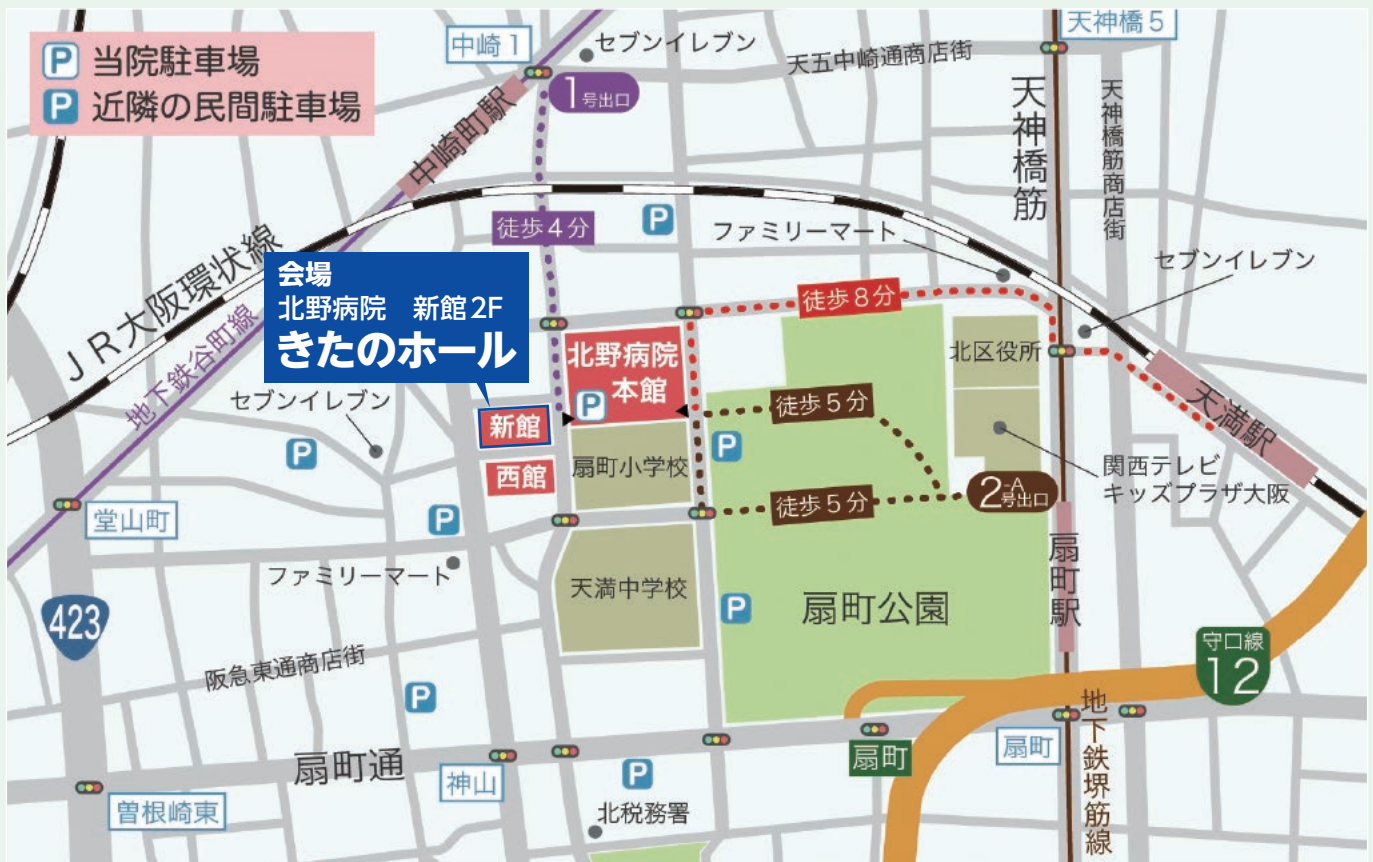 P 当院駐車場
P 近隣の民間駐車場
中崎1
セブンイレブン
天五中崎通商店街
天神橋5
1号出口
中崎町駅
天神橋筋
天神橋筋商店街
徒歩4分
P
ファミリーマート
セブンイレブン
JR大阪環状線
地下鉄谷町線
会場
北野病院 新館2F
きたのホール
徒歩8分
北野病院
本館
P
北区役所
天満駅
セブンイレブン
新館
徒歩5分
P
西館
扇町小学校
P
関西テレビ
キッズプラザ大阪
2-A号出口
徒歩5分
堂山町
P
扇町駅
ファミリーマート
天満中学校
扇町公園
P
423
守口線
12
阪急東通商店街
P
扇町通
神山
扇町
扇町
地下鉄堺筋線
P
曽根崎東
北税務署